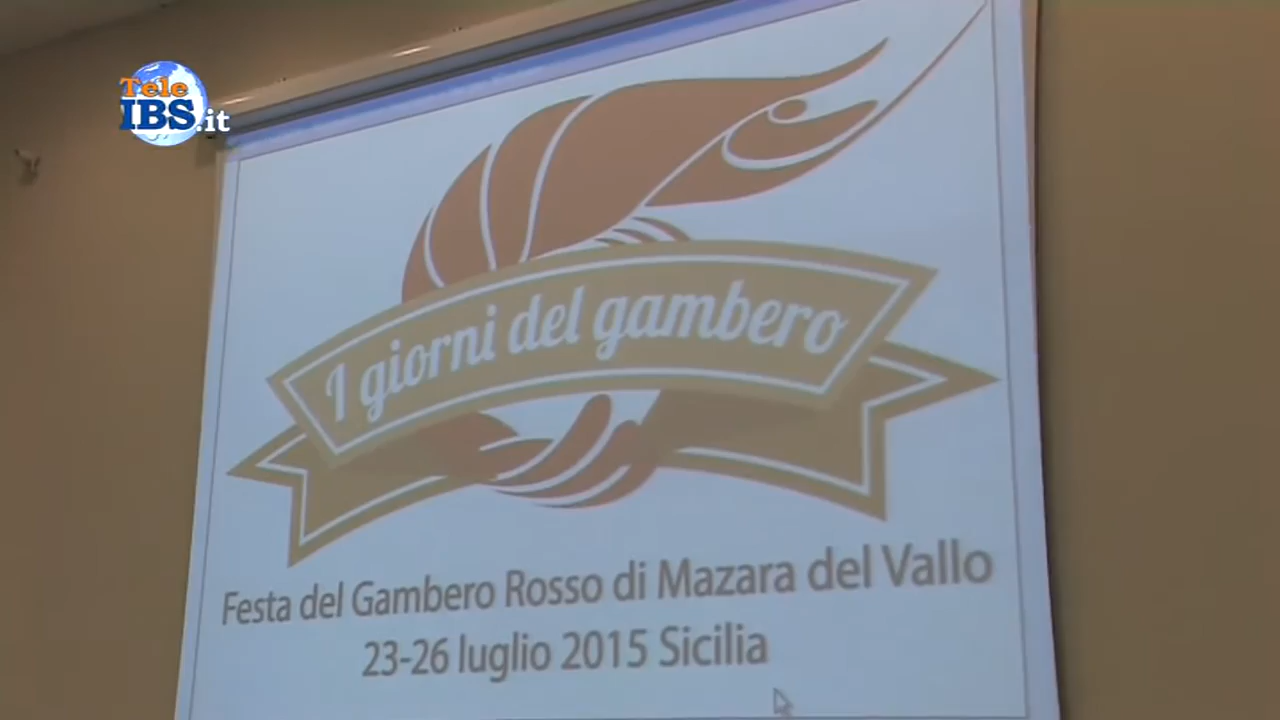 Tele
IBS.it
I giorni del gambero
Festa del Gambero Rosso di Mazara del Vallo
23-26 luglio 2015 Sicilia